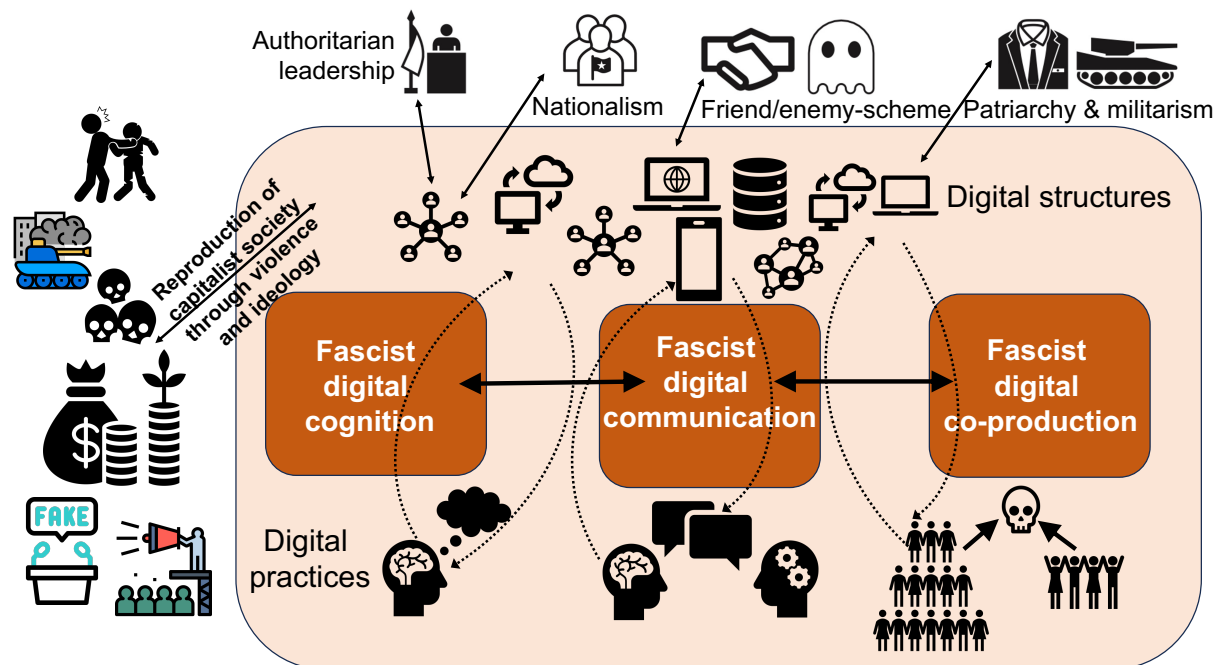 Authoritarian
leadership
Nationalism
Friend/enemy-scheme
Patriarchy & militarism
Reproduction of
capitalist society
through violence
and ideology
Digital structures
Fascist
digital
cognition
Fascist
digital
communication
Fascist
digital
co-production
$
FAKE
Digital
practices